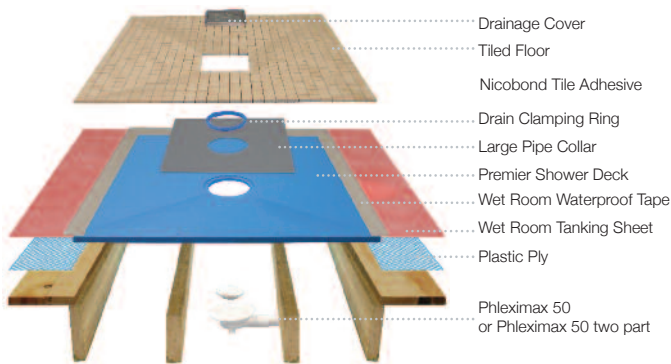 Drainage Cover
Tiled Floor
Nicobond Tile Adhesive
Drain Clamping Ring
Large Pipe Collar
Premier Shower Deck
Wet Room Waterproof Tape
Wet Room Tanking Sheet
Plastic Ply
Phleximax 50
or Phleximax 50 two part